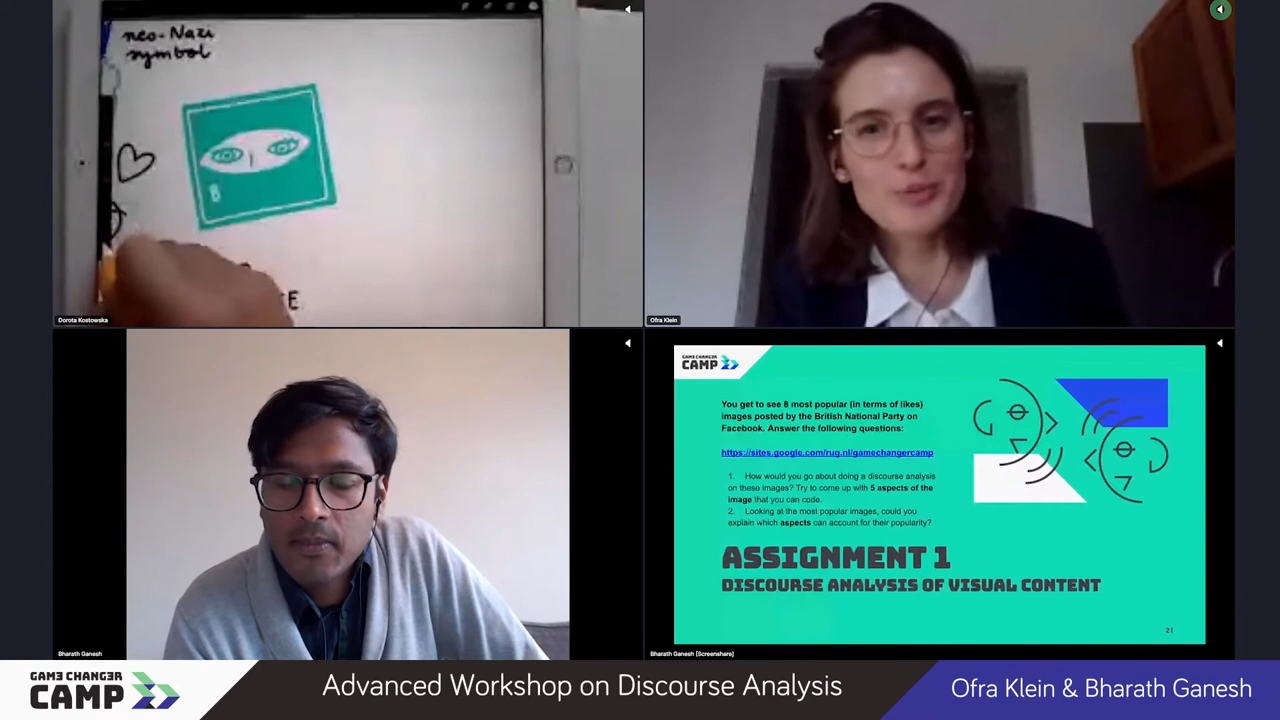 neo-Nazi
symbol
Dorota Kostowska
Ofra Klein
Bharath Ganesh
GAME CHANGER
CAMP
You get to see 8 most popular (in terms of likes)
images posted by the British National Party on
Facebook. Answer the following questions:
https://sites.google.com/rug.nl/gamechangercamp
1. How would you go about doing a discourse analysis
on these images? Try to come up with 5 aspects of the
image that you can code.
2. Looking at the most popular images, could you
explain which aspects can account for their popularity?
ASSIGNMENT 1
DISCOURSE ANALYSIS OF VISUAL CONTENT
21
Bharath Ganesh [Screenshare]
GAME CHANGER
CAMP
Advanced Workshop on Discourse Analysis
Ofra Klein & Bharath Ganesh